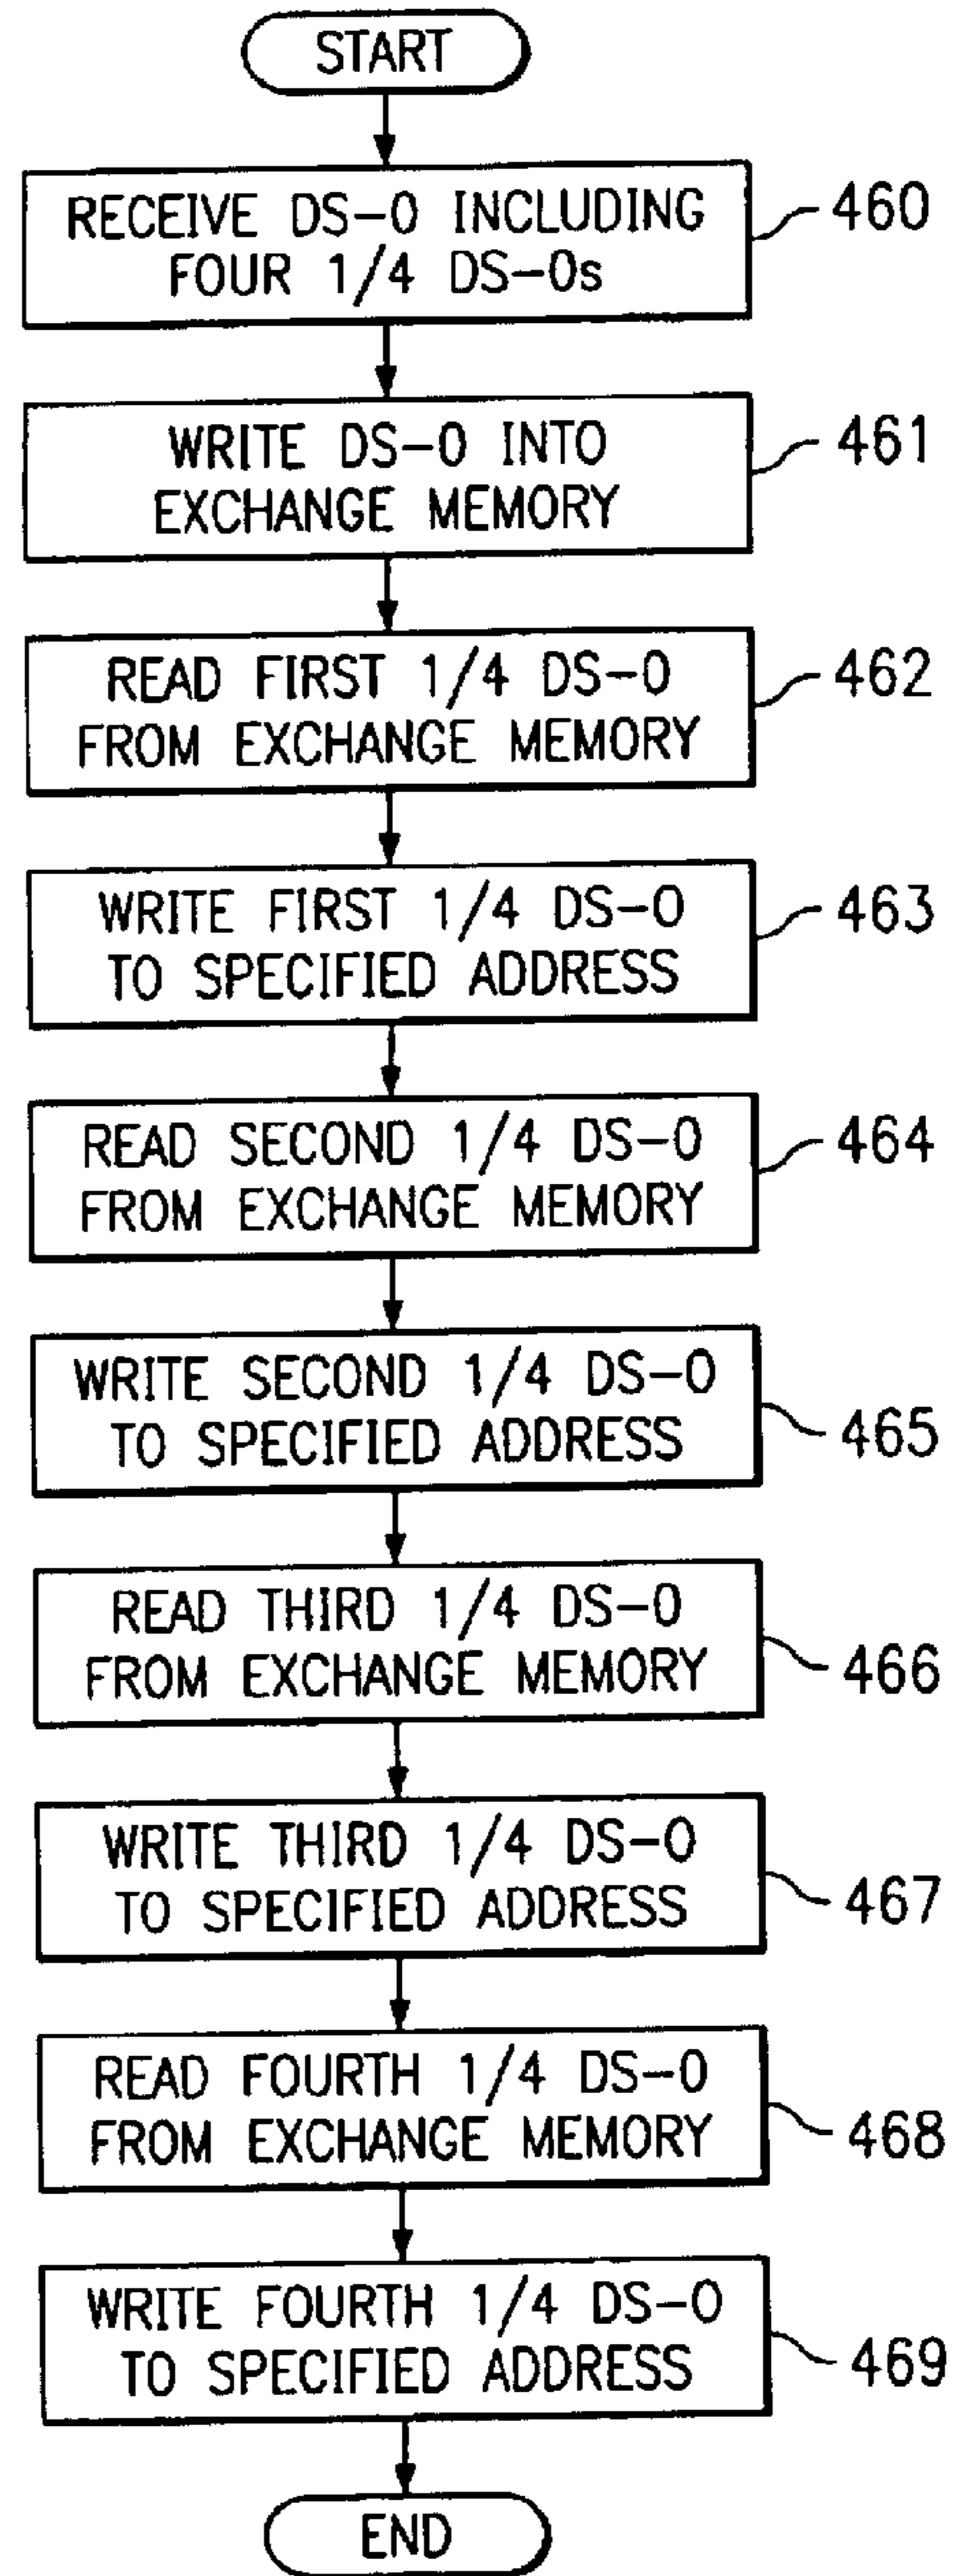 START
RECEIVE DS-0 INCLUDING
FOUR 1/4 DS-0s
460
WRITE DS-0 INTO
EXCHANGE MEMORY
461
READ FIRST 1/4 DS-0
FROM EXCHANGE MEMORY
462
WRITE FIRST 1/4 DS-0
TO SPECIFIED ADDRESS
463
READ SECOND 1/4 DS-0
FROM EXCHANGE MEMORY
464
WRITE SECOND 1/4 DS-0
TO SPECIFIED ADDRESS
465
READ THIRD 1/4 DS-0
FROM EXCHANGE MEMORY
466
WRITE THIRD 1/4 DS-0
TO SPECIFIED ADDRESS
467
READ FOURTH 1/4 DS-0
FROM EXCHANGE MEMORY
468
WRITE FOURTH 1/4 DS-0
TO SPECIFIED ADDRESS
469
END